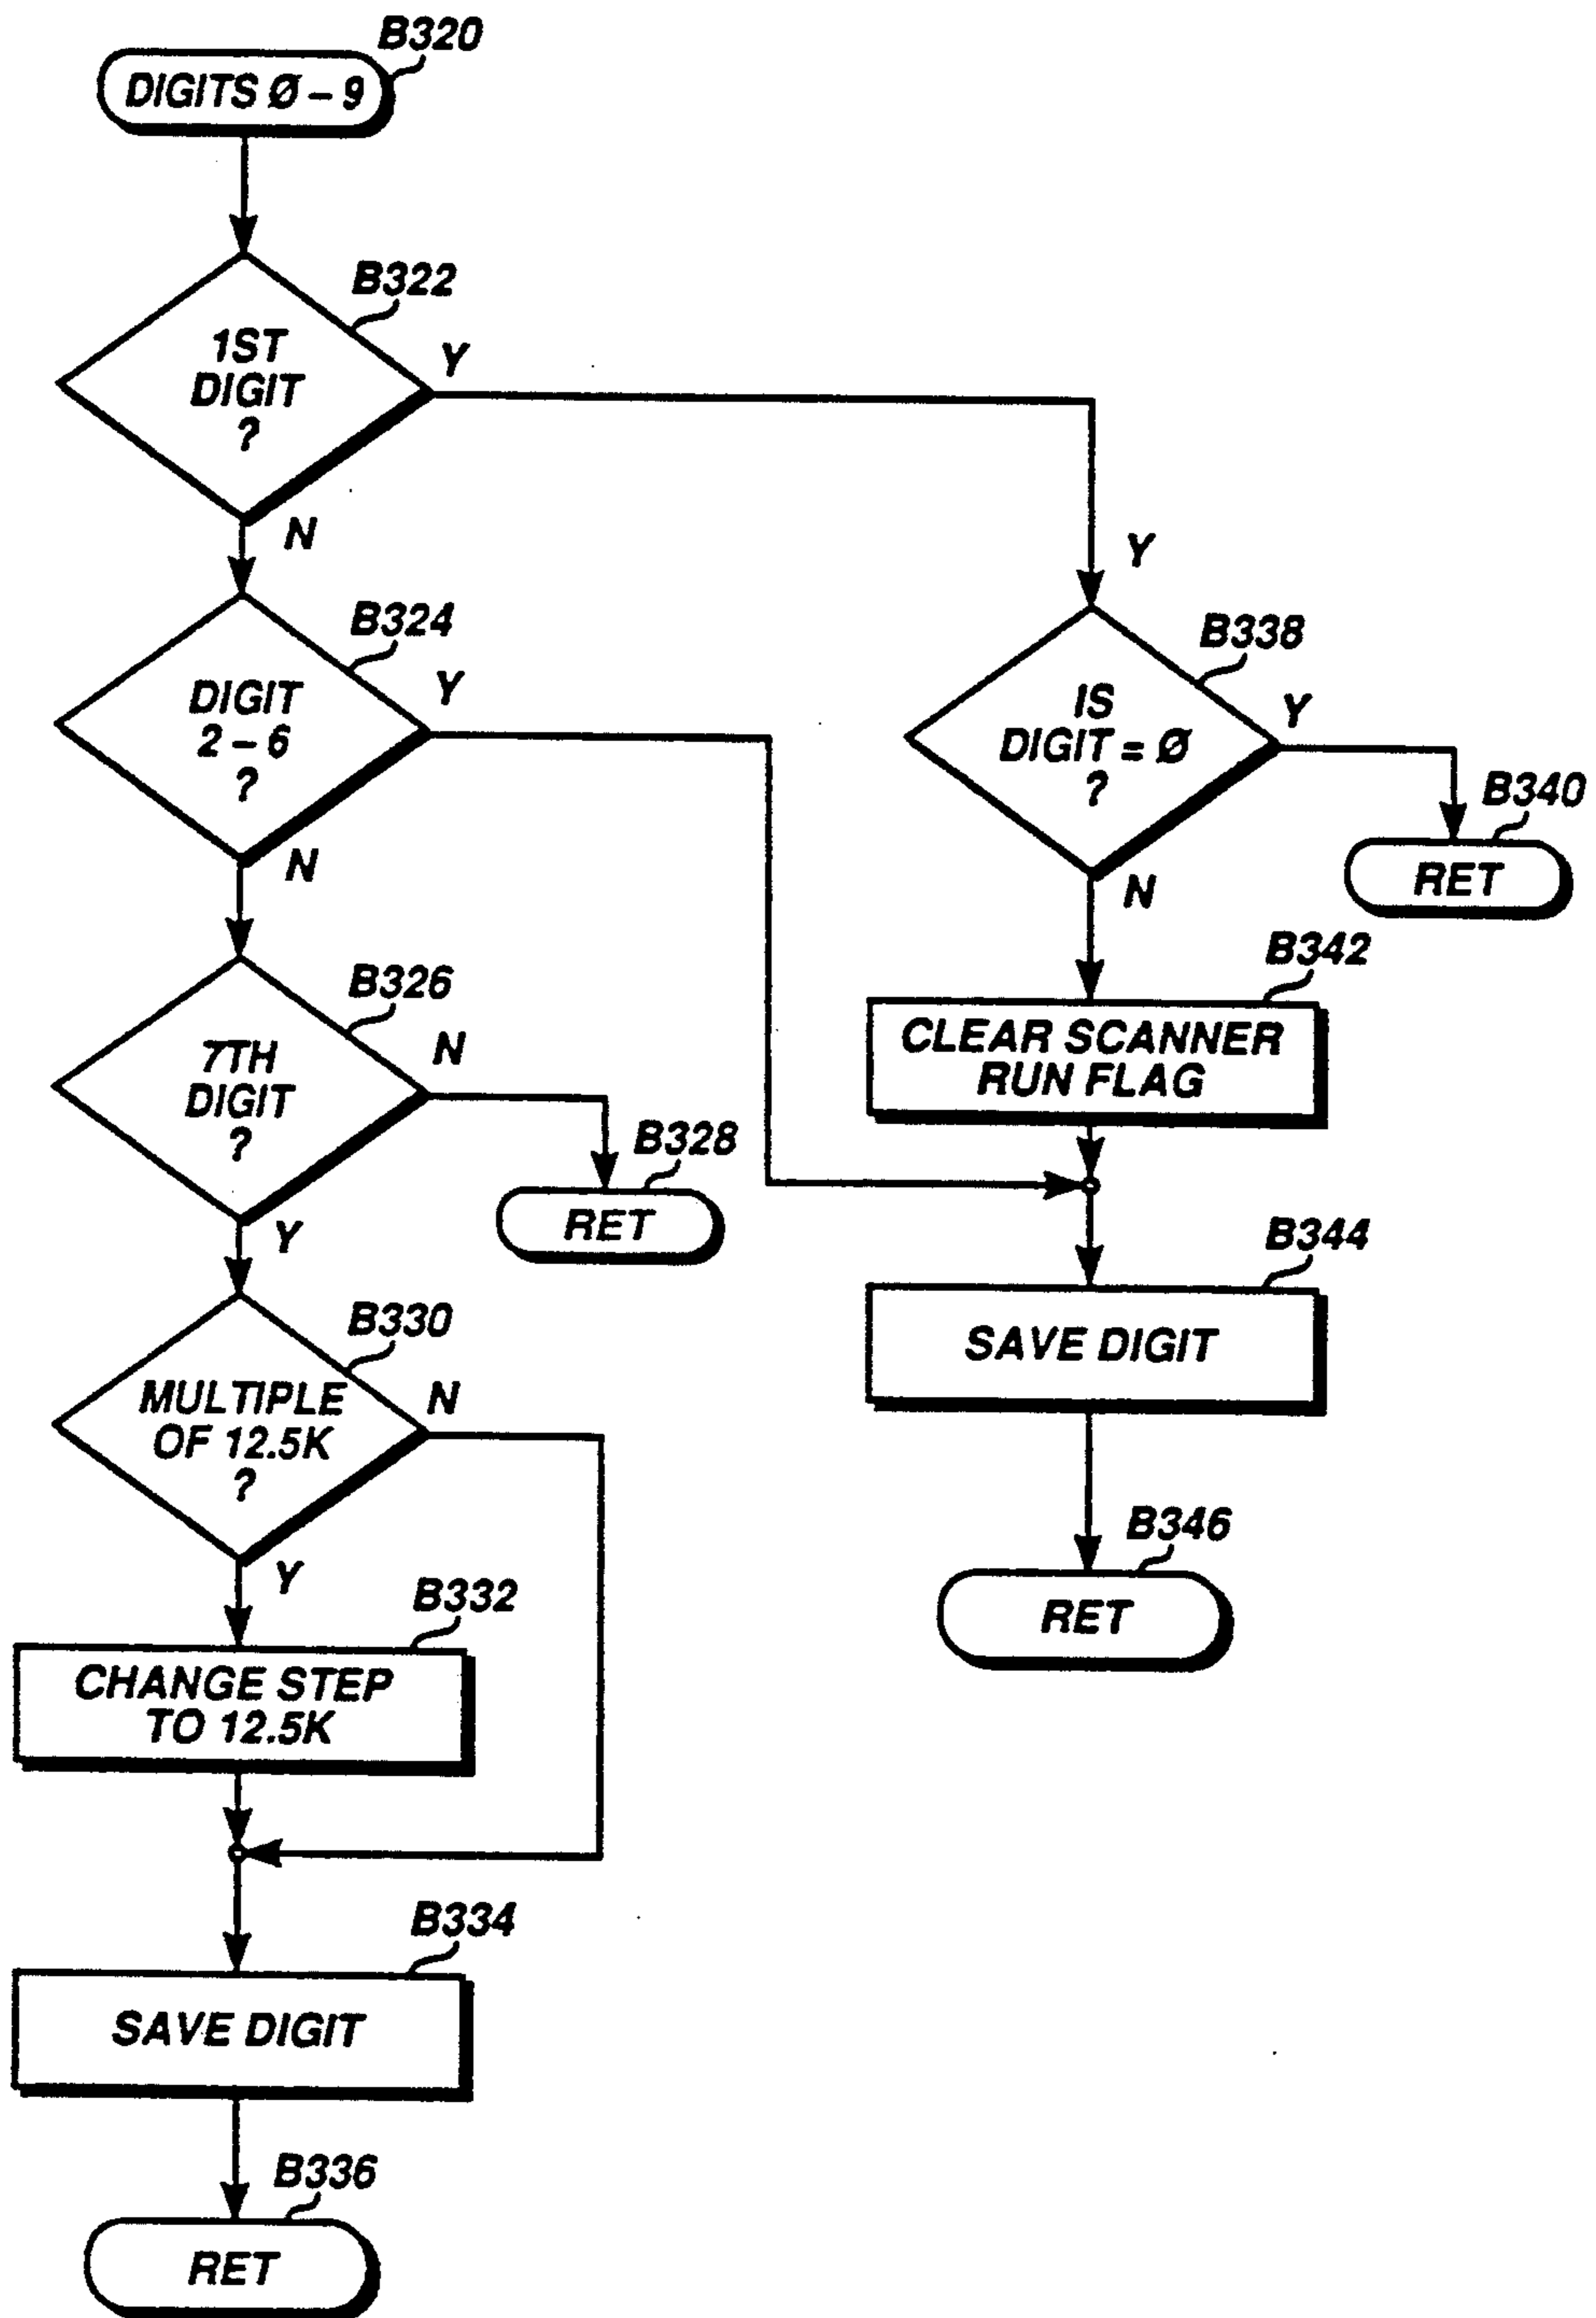 B320
DIGITS Ø – 9
B322
1ST
DIGIT
?
Y
N
Y
B324
DIGIT
2 – 6
?
Y
N
B338
IS
DIGIT = Ø
?
Y
N
B340
RET
B326
7TH
DIGIT
?
N
Y
B328
RET
B342
CLEAR SCANNER
RUN FLAG
B330
MULTIPLE
OF 12.5K
?
N
Y
B344
SAVE DIGIT
B346
RET
B332
CHANGE STEP
TO 12.5K
B334
SAVE DIGIT
B336
RET